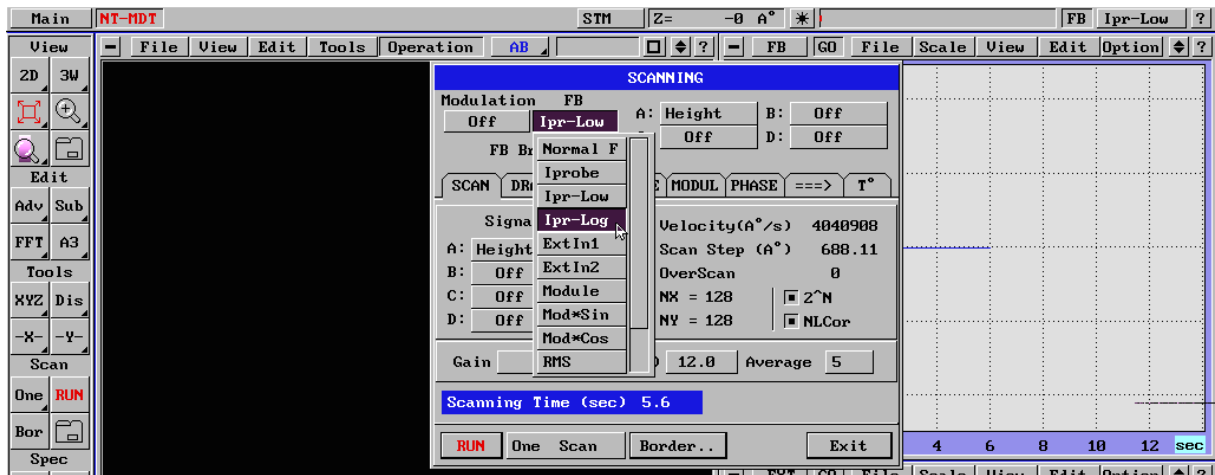 Main NT-MDT STM Z= -0 A° * FB Ipr-Low ?
View - File View Edit Tools Operation AB ? - FB GO File Scale View Edit Option ?
2D 3W
SCANNING
Modulation FB
Off Ipr-Low A: Height B: Off
Off D: Off
FB Normal F
Edit Iprobe
SCAN MODUL PHASE ===> T°
Adv Sub Ipr-Low
Signa Ipr-Log Velocity(A°/s) 4040908
FFT A3 A: Height ExtIn1 Scan Step (A°) 688.11
Tools B: Off ExtIn2 OverScan 0
XYZ Dis C: Off Module NX = 128 2^N
D: Off Mod*Sin NY = 128 NLCor
-X- -Y- Mod*Cos
Scan Gain RMS 12.0 Average 5
One RUN Scanning Time (sec) 5.6
Bor RUN One Scan Border.. Exit 4 6 8 10 12 sec
Spec